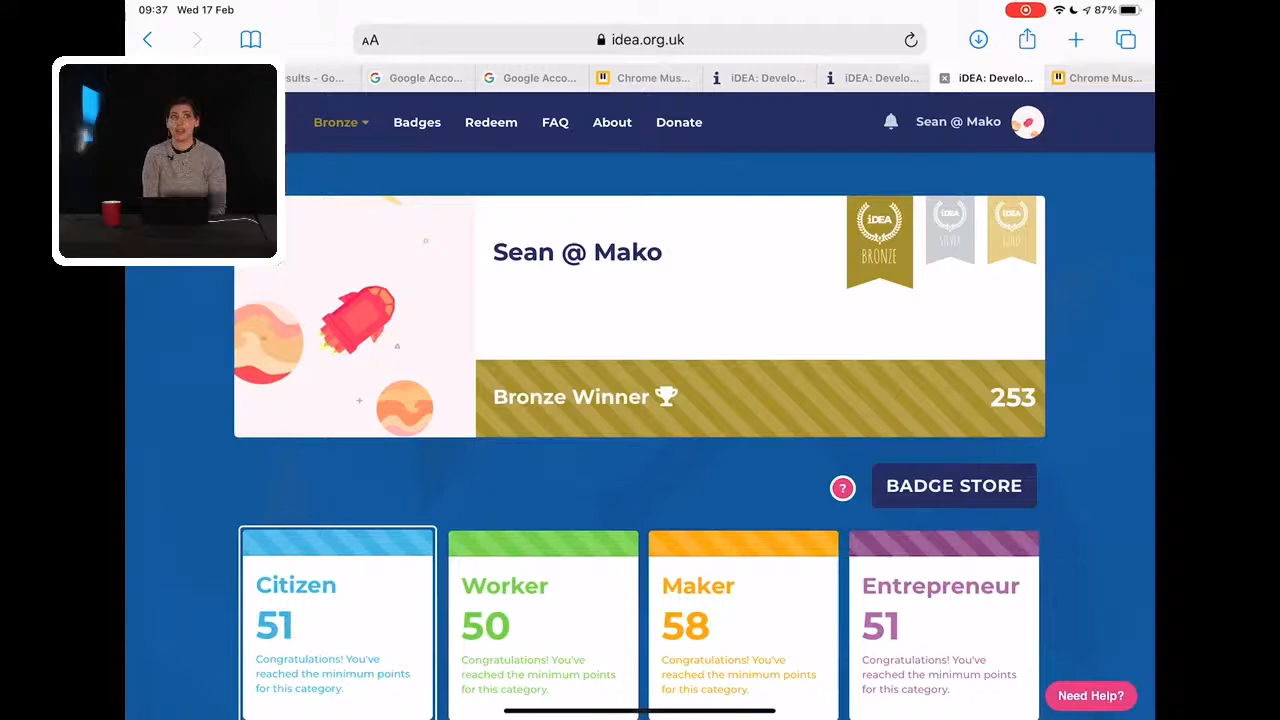 09:37 Wed 17 Feb
87%
AA
idea.org.uk
sults - Go...
Google Acco...
Google Acco...
Chrome Mus...
iDEA: Develo...
iDEA: Develo...
iDEA: Develo...
Chrome Mus...
Bronze
Badges
Redeem
FAQ
About
Donate
Sean @ Mako
Sean @ Mako
iDEA
BRONZE
iDEA
SILVER
iDEA
GOLD
Bronze Winner
253
?
BADGE STORE
Citizen
51
Congratulations! You've
reached the minimum points
for this category.
Worker
50
Congratulations! You've
reached the minimum points
for this category.
Maker
58
Congratulations! You've
reached the minimum points
for this category.
Entrepreneur
51
Congratulations! You've
reached the minimum points
for this category.
Need Help?